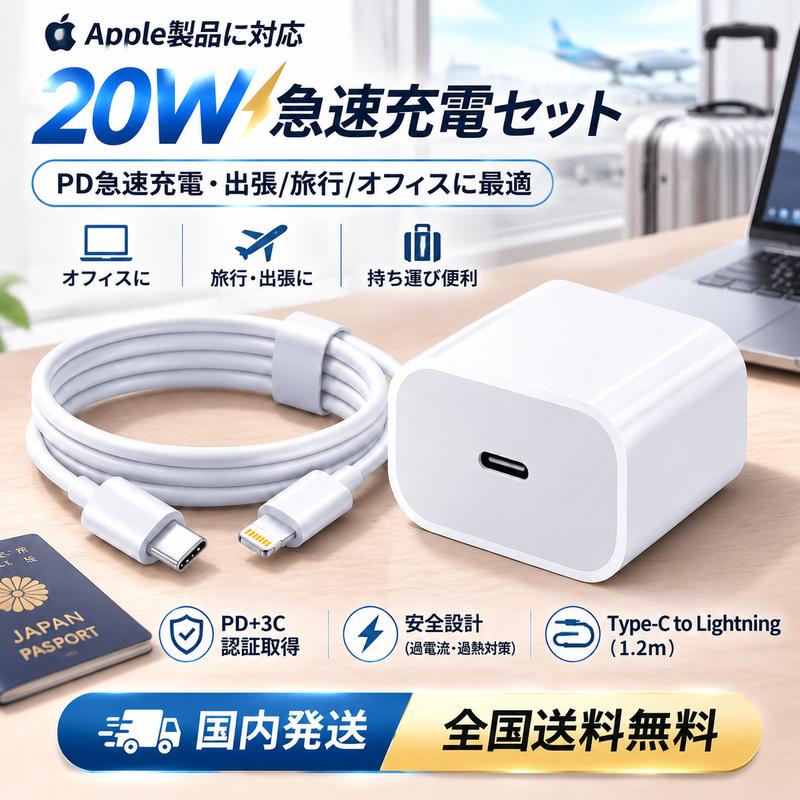 Apple製品に対応
20W急速充電セット
PD急速充電・出張/旅行/オフィスに最適
オフィスに
旅行・出張に
持ち運び便利
JAPAN
PASPORT
PD+3C
認証取得
安全設計
(過電流・過熱対策)
Type-C to Lightning
(1.2m)
国内発送
全国送料無料